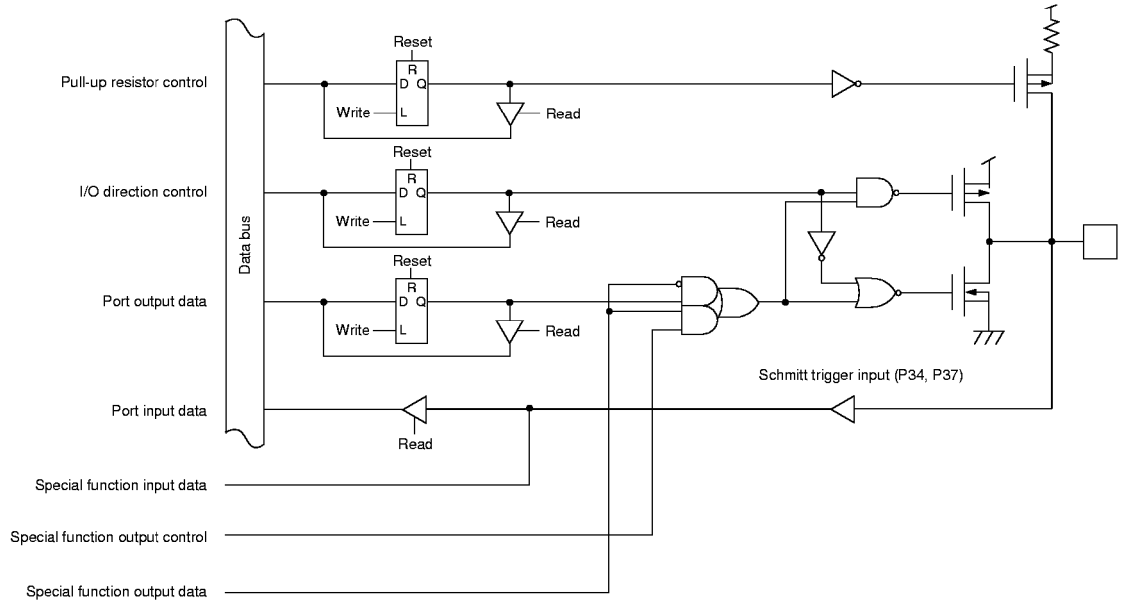 Reset
Pull-up resistor control
R
D Q
Write
L
Read
Reset
I/O direction control
R
D Q
Write
L
Read
Data bus
Reset
Port output data
R
D Q
Write
L
Read
Schmitt trigger input (P34, P37)
Port input data
Read
Special function input data
Special function output control
Special function output data